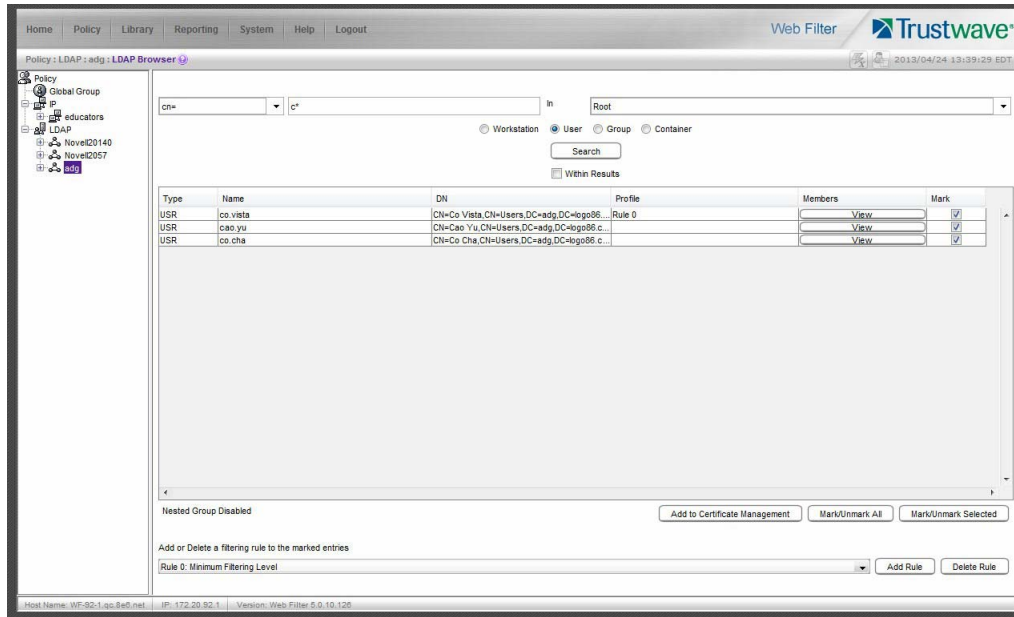 Home Policy Library Reporting System Help Logout
Web Filter Trustwave®
Policy : LDAP : adg : LDAP Browser
2013/04/24 13:39:29 EDT
Policy
Global Group
IP
educators
LDAP
Novell20140
Novell2057
adg
cn= c* In Root
Workstation User Group Container
Search
Within Results
Type Name DN Profile Members Mark
USR co.vista CN=Co Vista,CN=Users,DC=adg,DC=logo86.... Rule 0 View
USR cao.yu CN=Cao Yu,CN=Users,DC=adg,DC=logo86.c... View
USR co.cha CN=Co Cha,CN=Users,DC=adg,DC=logo86.c... View
Nested Group Disabled
Add to Certificate Management Mark/Unmark All Mark/Unmark Selected
Add or Delete a filtering rule to the marked entries
Rule 0: Minimum Filtering Level Add Rule Delete Rule
Host Name: WF-92-1.qc.8e6.net IP: 172.20.92.1 Version: Web Filter 5.0.10.126